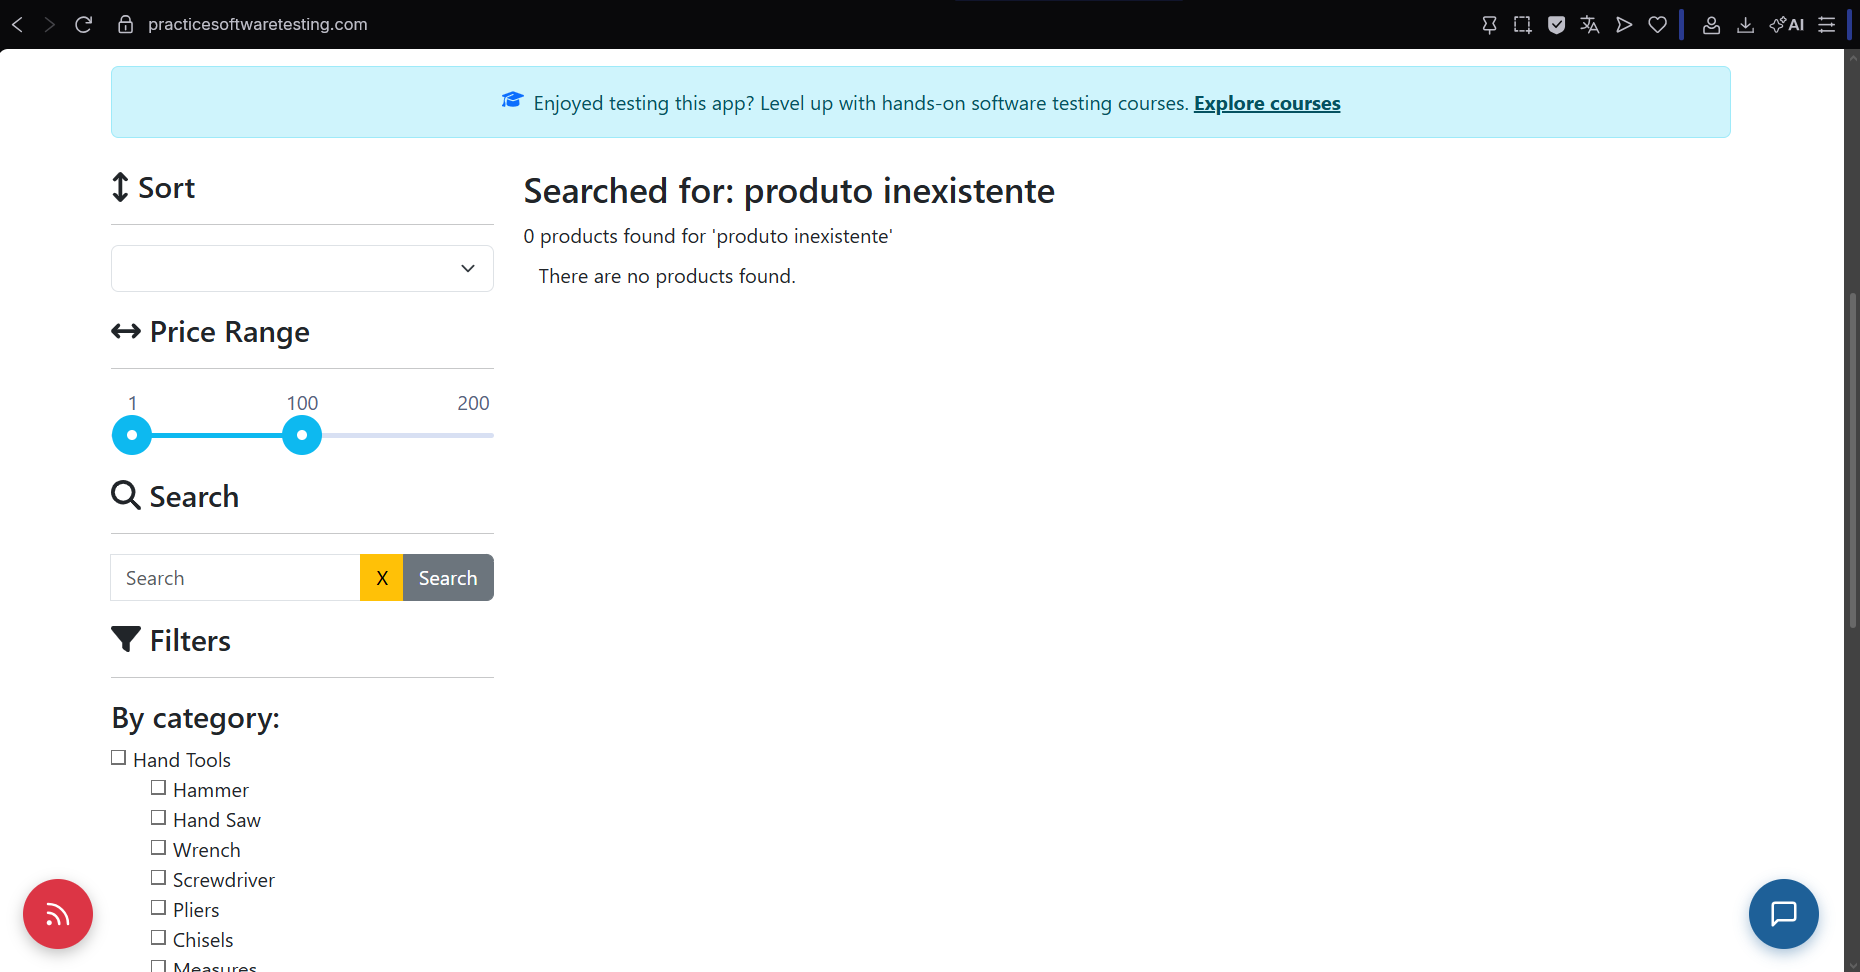 practicesoftwaretesting.com
AI
Enjoyed testing this app? Level up with hands-on software testing courses. Explore courses
Sort
Price Range
1 100 200
Search
Search X Search
Filters
By category:
Hand Tools
Hammer
Hand Saw
Wrench
Screwdriver
Pliers
Chisels
Measures
Searched for: produto inexistente
0 products found for 'produto inexistente'
There are no products found.